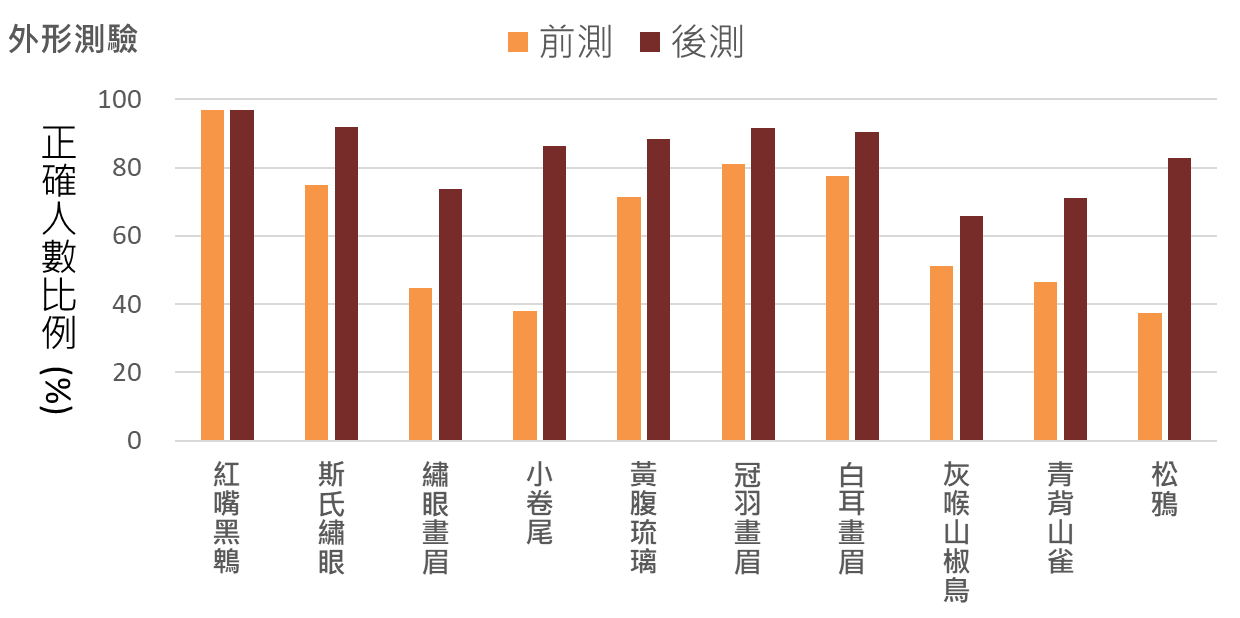 外形測驗
前測
後測
正確人數比例 (%)
100
80
60
40
20
0
紅嘴黑鵯
斯氏繡眼
繡眼畫眉
小卷尾
黃腹琉璃
冠羽畫眉
白耳畫眉
灰喉山椒鳥
青背山雀
松鴉